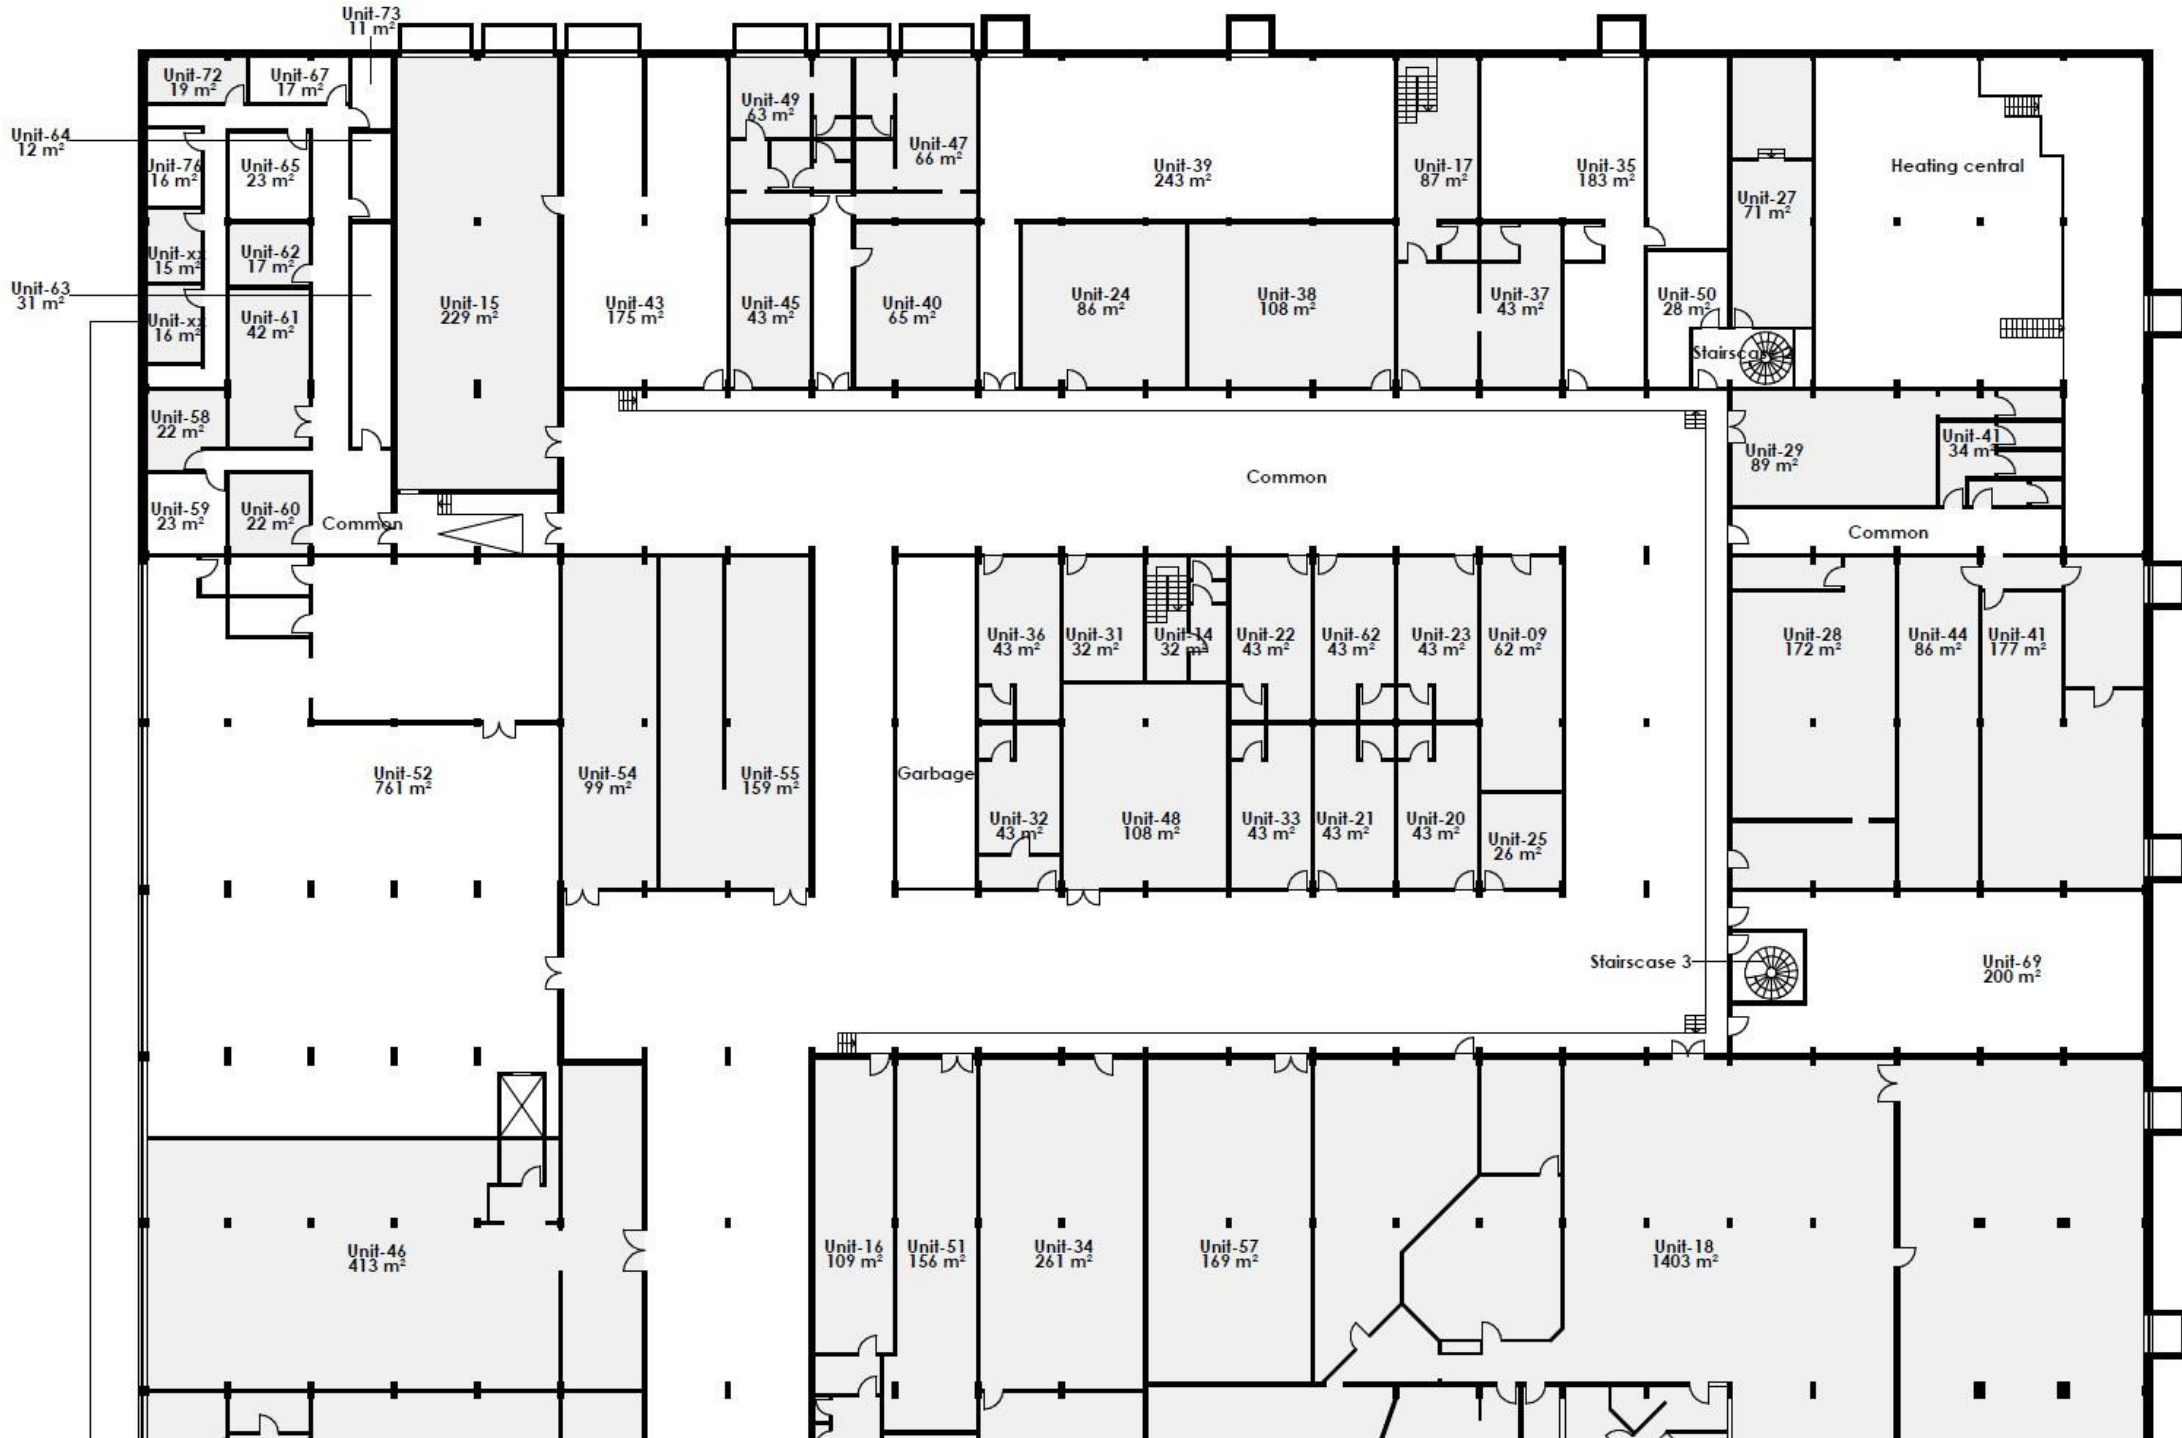 Unit-73
11 m²
Unit-72
19 m²
Unit-67
17 m²
Unit-64
12 m²
Unit-76
16 m²
Unit-65
23 m²
Unit-49
63 m²
Unit-47
66 m²
Unit-39
243 m²
Unit-17
87 m²
Unit-35
183 m²
Heating central
Unit-27
71 m²
Unit-xx
15 m²
Unit-62
17 m²
Unit-63
31 m²
Unit-xx
16 m²
Unit-61
42 m²
Unit-15
229 m²
Unit-43
175 m²
Unit-45
43 m²
Unit-40
65 m²
Unit-24
86 m²
Unit-38
108 m²
Unit-37
43 m²
Unit-50
28 m²
Stairscase 2
Unit-58
22 m²
Unit-29
89 m²
Unit-41
34 m²
Common
Unit-59
23 m²
Unit-60
22 m²
Common
Common
Unit-36
43 m²
Unit-31
32 m²
Unit-14
32 m²
Unit-22
43 m²
Unit-62
43 m²
Unit-23
43 m²
Unit-09
62 m²
Unit-28
172 m²
Unit-44
86 m²
Unit-41
177 m²
Unit-52
761 m²
Unit-54
99 m²
Unit-55
159 m²
Garbage
Unit-32
43 m²
Unit-48
108 m²
Unit-33
43 m²
Unit-21
43 m²
Unit-20
43 m²
Unit-25
26 m²
Stairscase 3
Unit-69
200 m²
Unit-46
413 m²
Unit-16
109 m²
Unit-51
156 m²
Unit-34
261 m²
Unit-57
169 m²
Unit-18
1403 m²